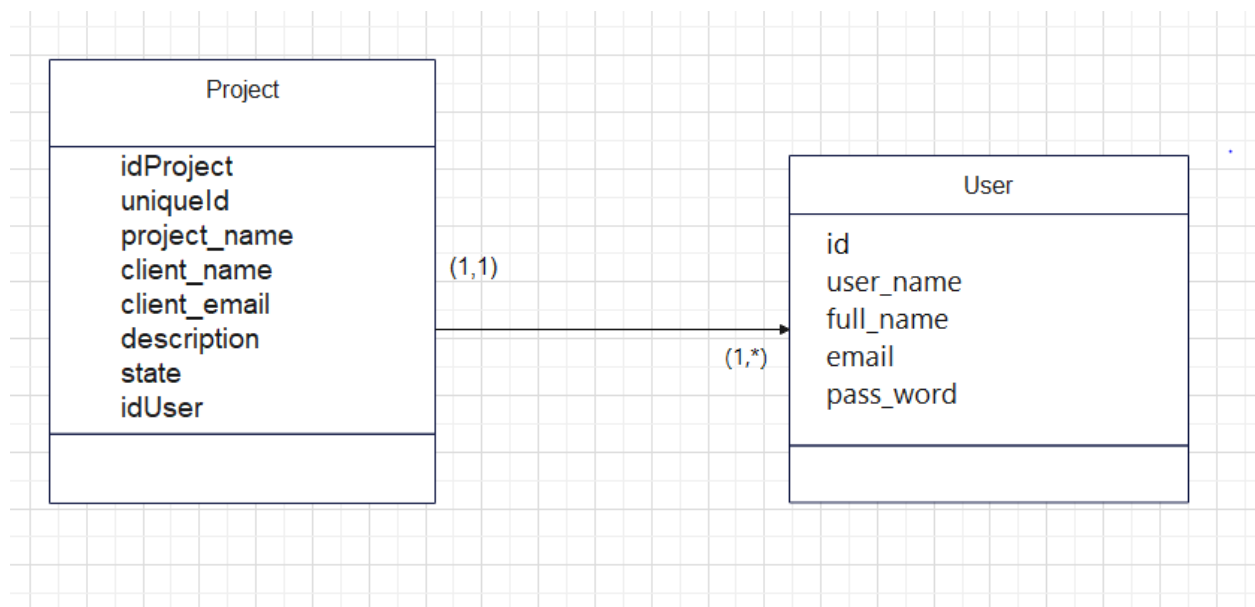 Project
idProject
uniqueId
project_name
client_name
client_email
description
state
idUser
(1,1)
(1,*)
User
id
user_name
full_name
email
pass_word